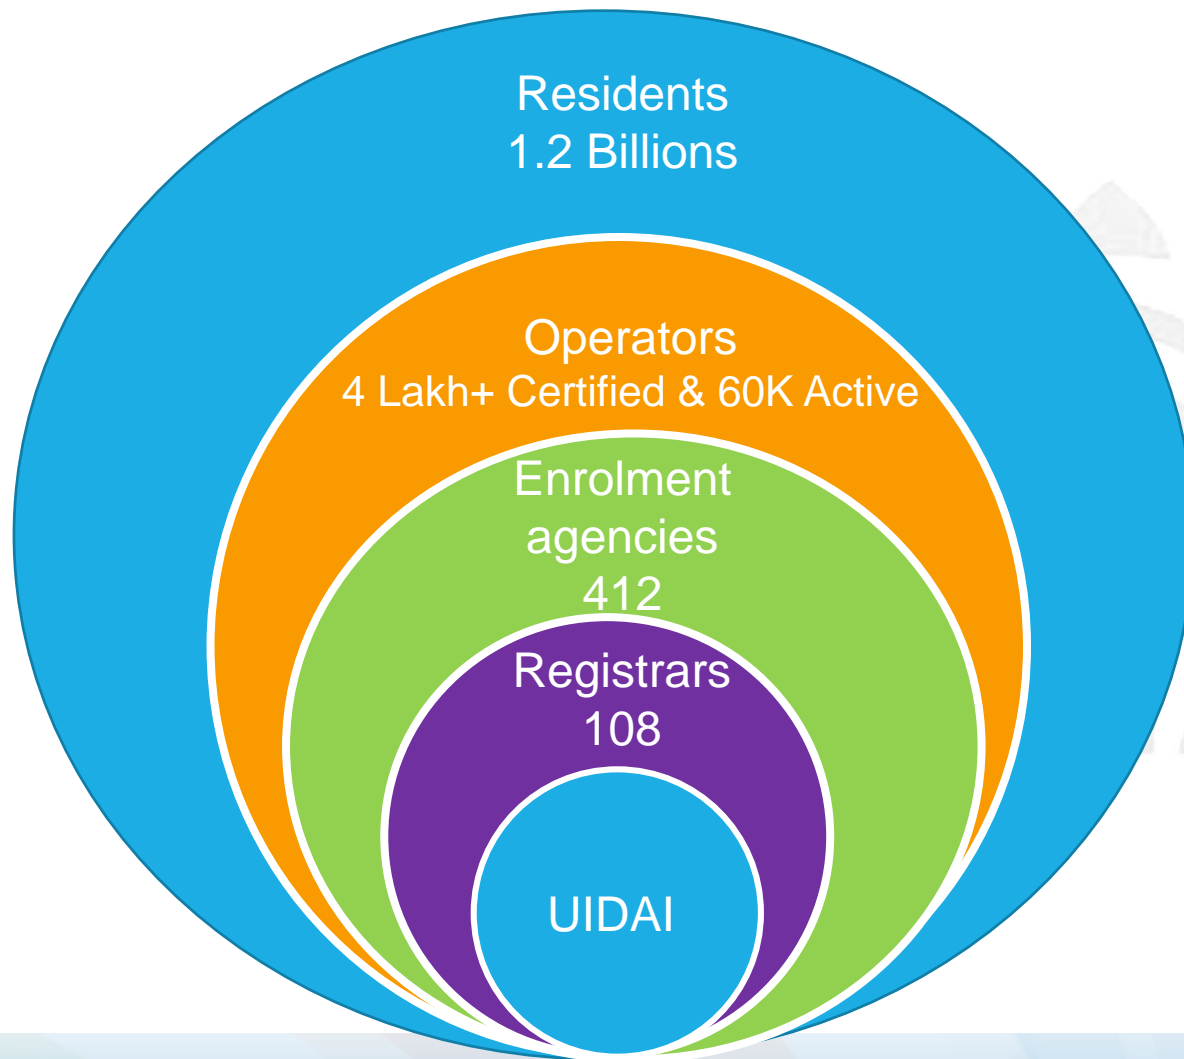 Residents
1.2 Billions
Operators
4 Lakh+ Certified & 60K Active
Enrolment
agencies
412
Registrars
108
UIDAI